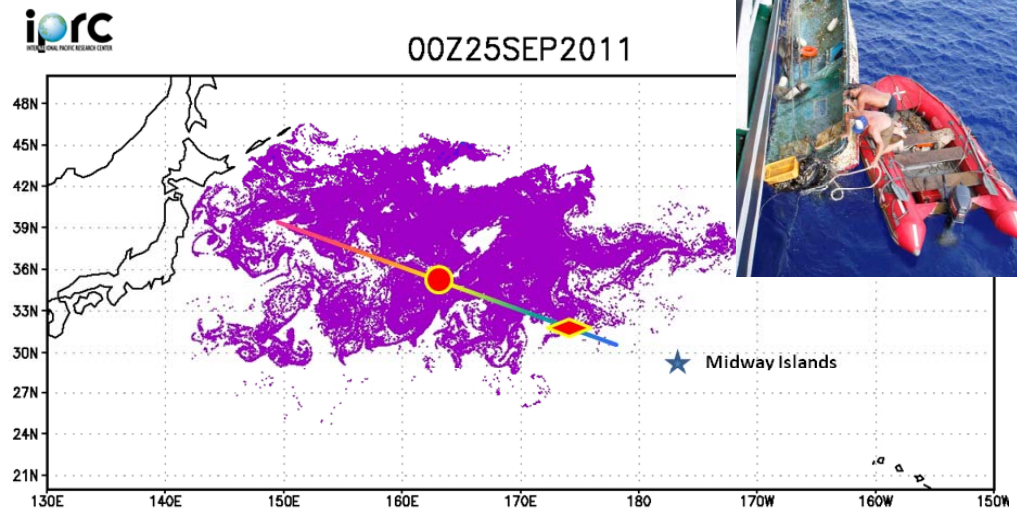 iprc
INTERNATIONAL PACIFIC RESEARCH CENTER
00Z25SEP2011
48N
45N
42N
39N
36N
33N
30N
27N
24N
21N
Midway Islands
130E 140E 150E 160E 170E 180 170W 160W 150W